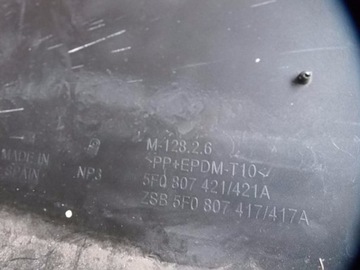 M-128.2.6
>PP+EPDM-T10<
5F0 807 421/421A
ZSB 5F0 807 417/417A
MADE IN
SPAIN
NP3